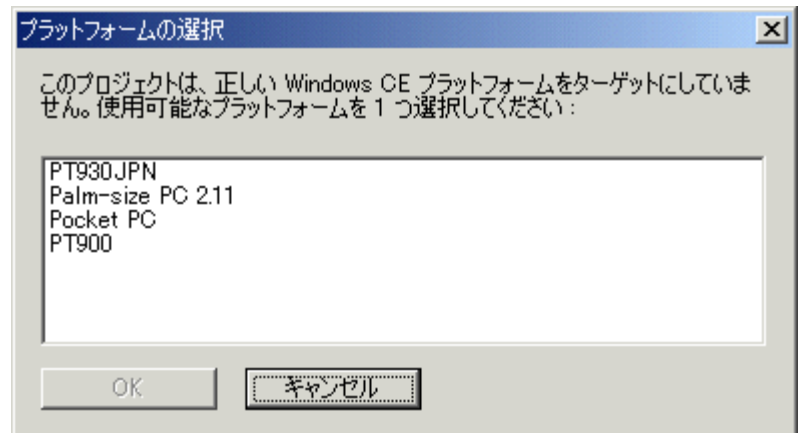 プラットフォームの選択
このプロジェクトは、正しい Windows CE プラットフォームをターゲットにしていま
せん。使用可能なプラットフォームを 1 つ選択してください :
PT930JPN
Palm-size PC 2.11
Pocket PC
PT900
OK
キャンセル